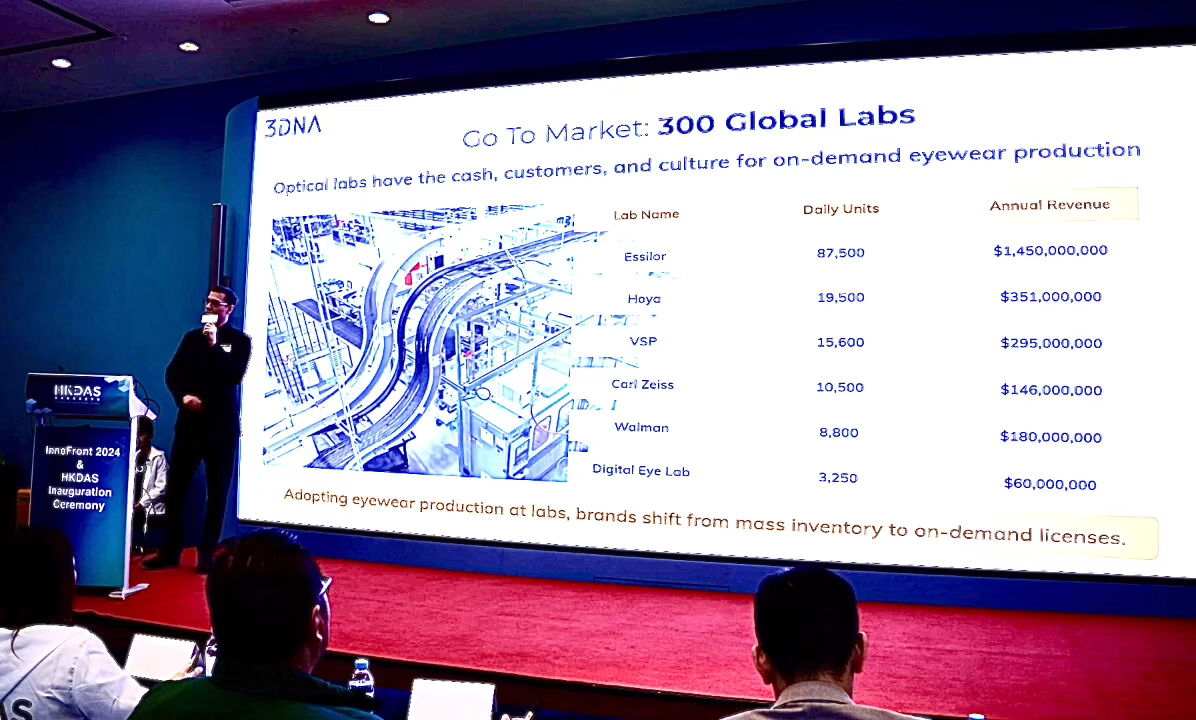 3DNA
Go To Market: 300 Global Labs
Optical labs have the cash, customers, and culture for on-demand eyewear production
Lab Name Daily Units Annual Revenue
Essilor 87,500 $1,450,000,000
Hoya 19,500 $351,000,000
VSP 15,600 $295,000,000
Carl Zeiss 10,500 $146,000,000
Walman 8,800 $180,000,000
Digital Eye Lab 3,250 $60,000,000
Adopting eyewear production at labs, brands shift from mass inventory to on-demand licenses.
HKDAS
InnoFront 2024
&
HKDAS
Inauguration
Ceremony
AS